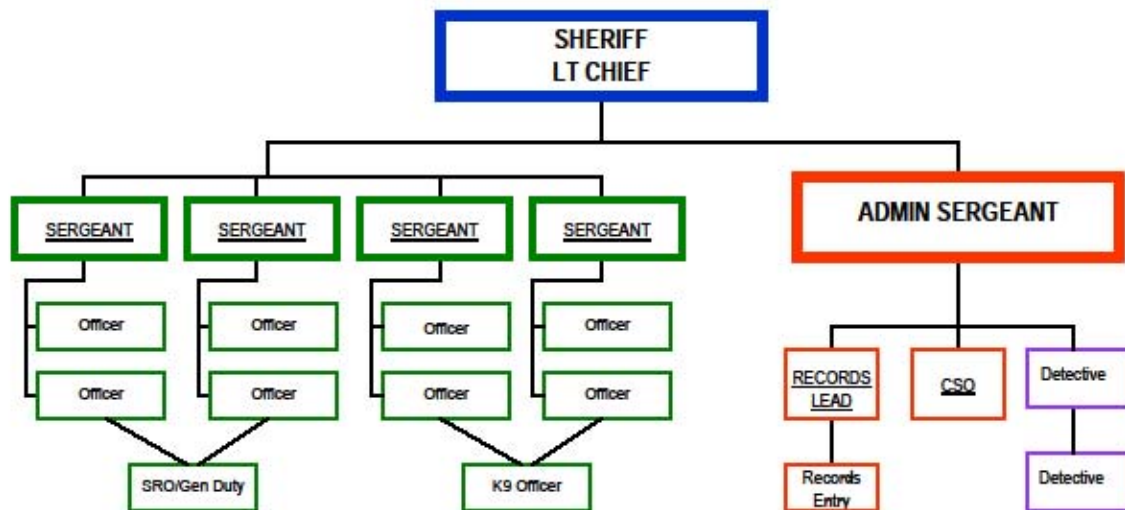 SHERIFF
LT CHIEF
ADMIN SERGEANT
SERGEANT
SERGEANT
SERGEANT
SERGEANT
Officer
Officer
Officer
Officer
Officer
Officer
Officer
Officer
SRO/Gen Duty
K9 Officer
RECORDS
LEAD
CSO
Detective
Records
Entry
Detective